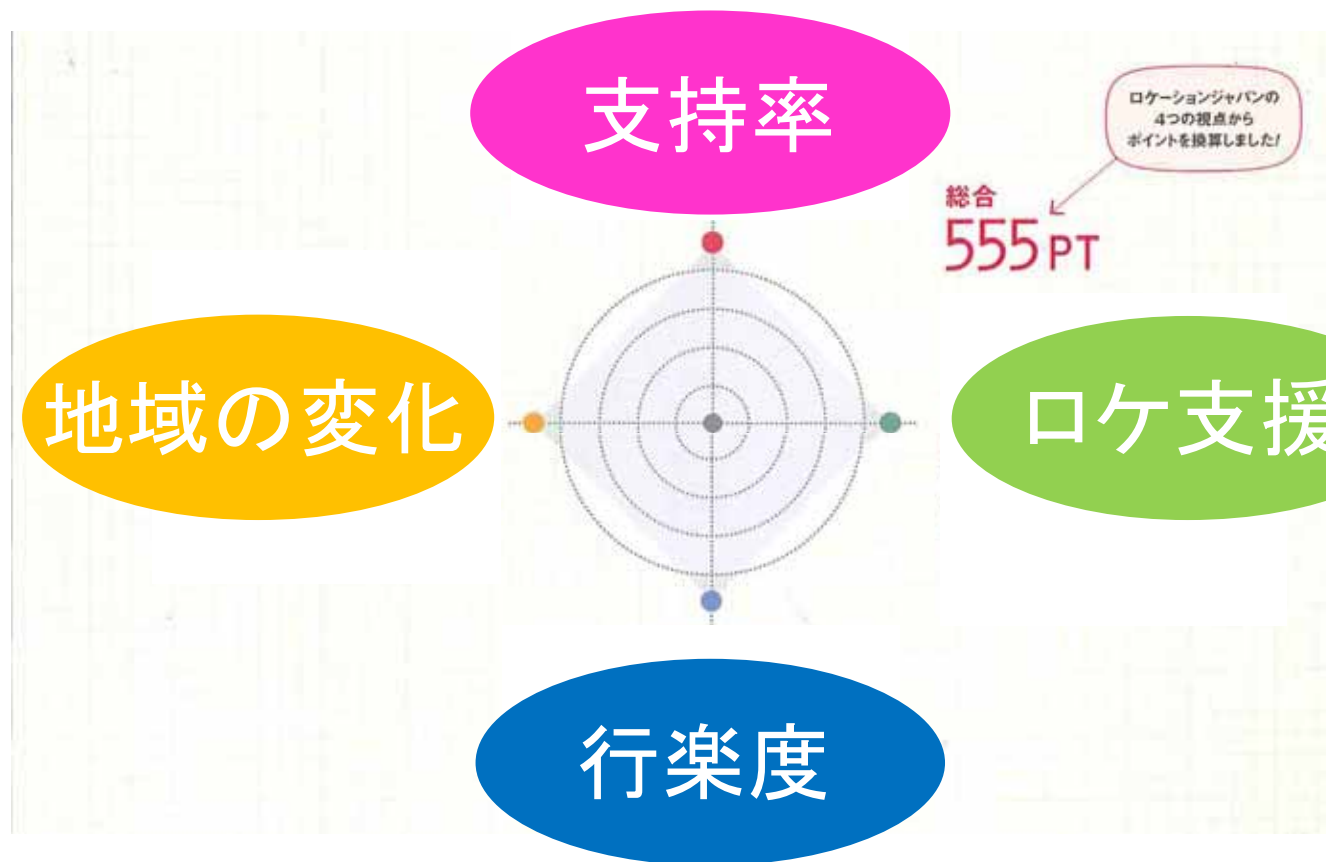 支持率
ロケーションジャパンの
4つの視点から
ポイントを換算しました!
総合
555PT
地域の変化
ロケ支援
行楽度